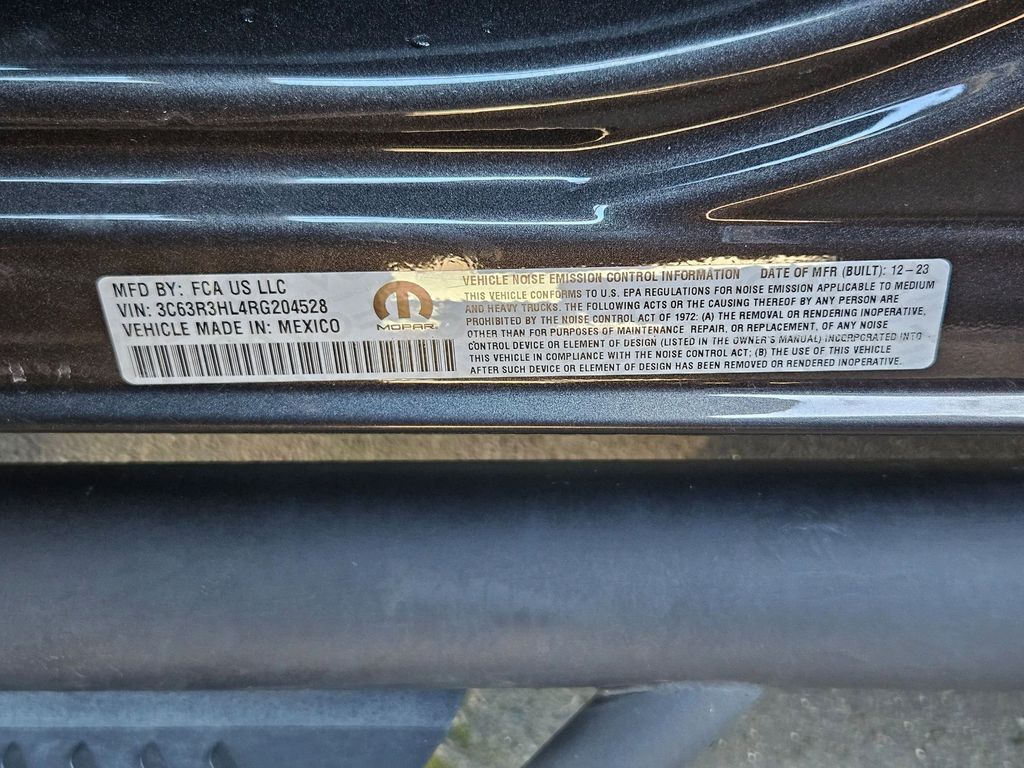 MFD BY: FCA US LLC
VIN: 3C63R3HL4RG204528
VEHICLE MADE IN: MEXICO
MOPAR
VEHICLE NOISE EMISSION CONTROL INFORMATION DATE OF MFR (BUILT): 12-23
THIS VEHICLE CONFORMS TO U.S. EPA REGULATIONS FOR NOISE EMISSION APPLICABLE TO MEDIUM
AND HEAVY TRUCKS. THE FOLLOWING ACTS OR THE CAUSING THEREOF BY ANY PERSON ARE
PROHIBITED BY THE NOISE CONTROL ACT OF 1972: (A) THE REMOVAL OR RENDERING INOPERATIVE,
OTHER THAN FOR PURPOSES OF MAINTENANCE, REPAIR, OR REPLACEMENT, OF ANY NOISE
CONTROL DEVICE OR ELEMENT OF DESIGN (LISTED IN THE OWNER'S MANUAL) INCORPORATED INTO
THIS VEHICLE IN COMPLIANCE WITH THE NOISE CONTROL ACT; (B) THE USE OF THIS VEHICLE
AFTER SUCH DEVICE OR ELEMENT OF DESIGN HAS BEEN REMOVED OR RENDERED INOPERATIVE.